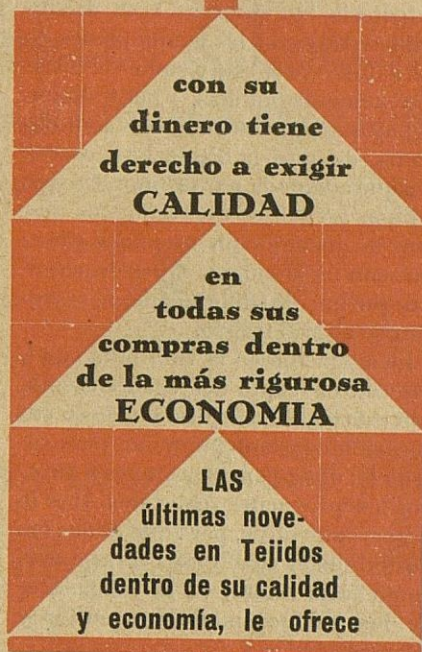 con su
dinero tiene
derecho a exigir
CALIDAD
en
todas sus
compras dentro
de la más rigurosa
ECONOMIA
LAS
últimas nove-
dades en Tejidos
dentro de su calidad
y economía, le ofrece